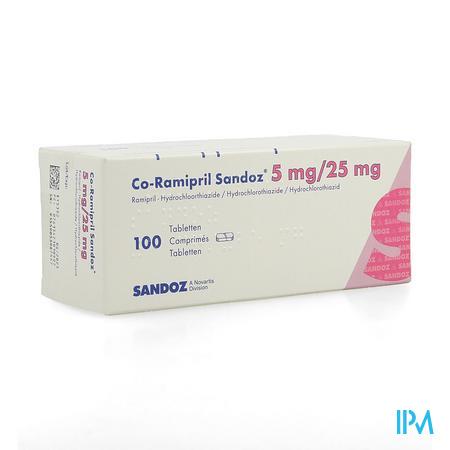 Co-Ramipril Sandoz® 5 mg/25 mg
Ramipril - Hydrochloorthiazide / Hydrochlorothiazide / Hydrochlorothiazid
100
Tabletten
Comprimés
Tabletten
SANDOZ A Novartis
Division
SANDOZ
Co-Ramipril Sandoz®
5 mg/25 mg
IPM